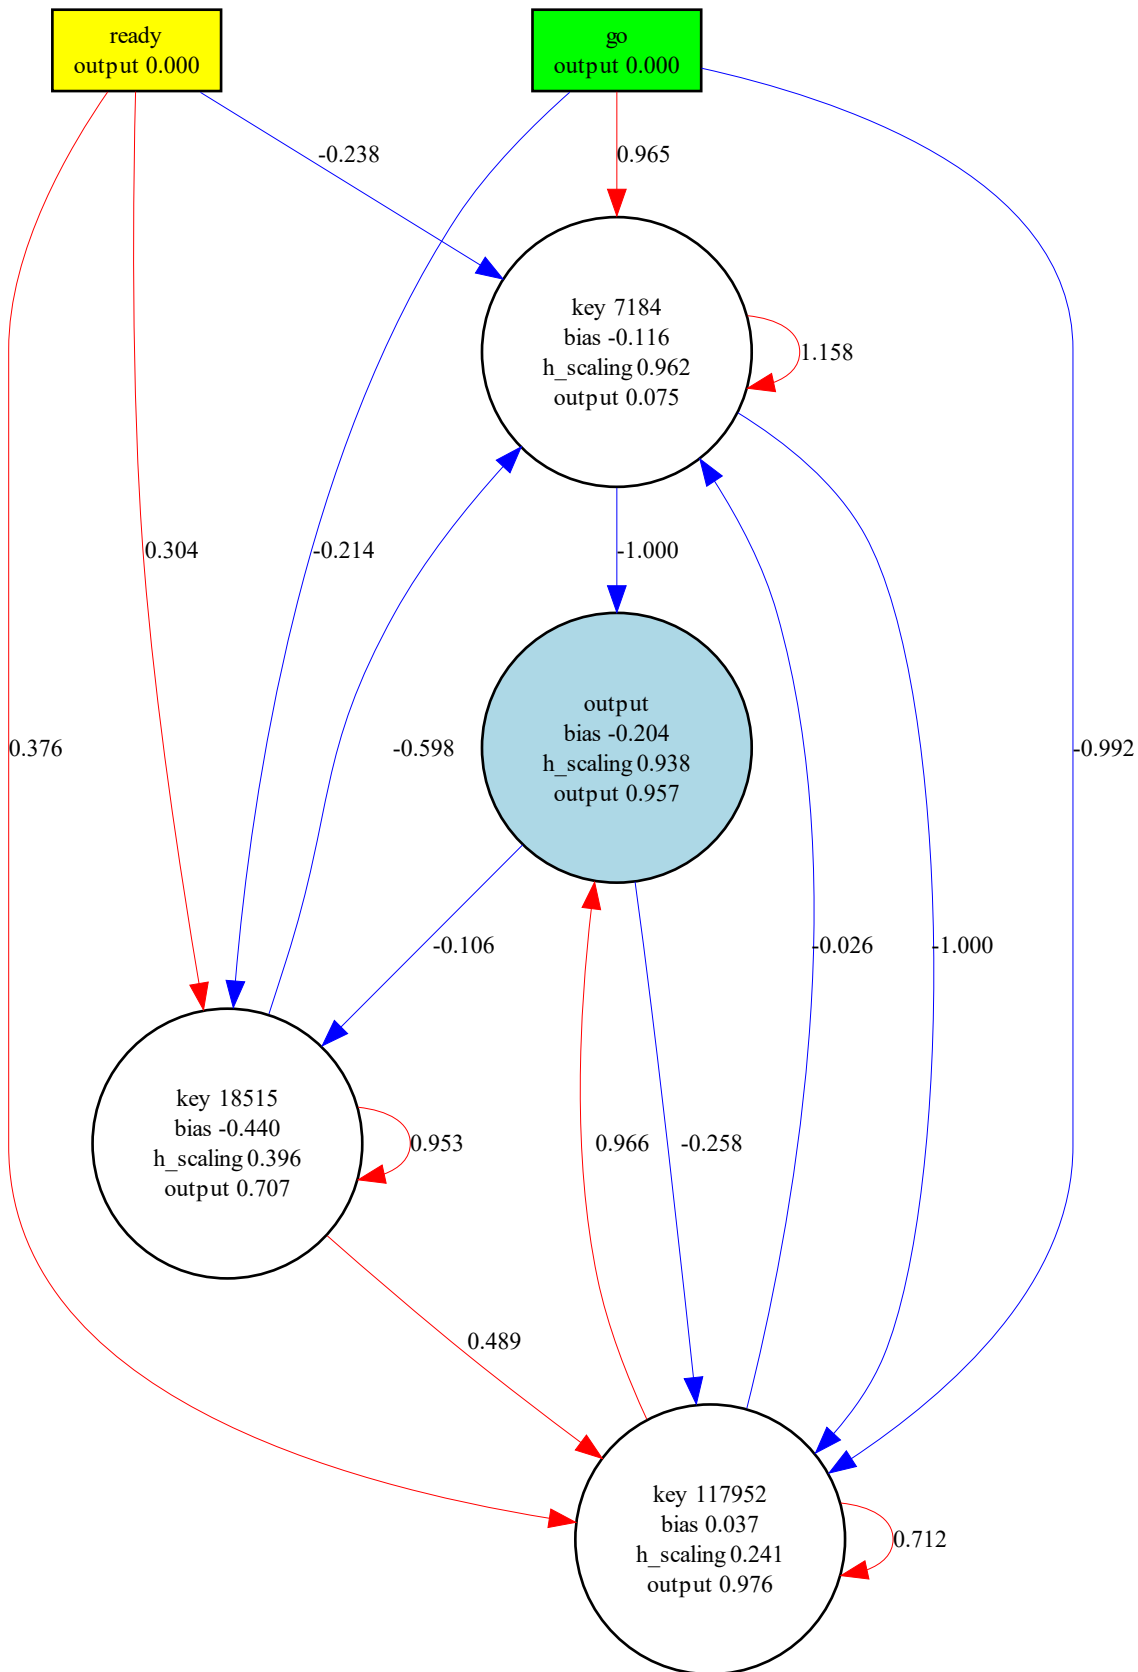 ready
output 0.000
go
output 0.000
-0.238
0.965
key 7184
bias -0.116
h_scaling 0.962
output 0.075
1.158
0.304
-0.214
-1.000
output
bias -0.204
h_scaling 0.938
output 0.957
0.376
-0.598
-0.992
-0.106
-0.026
-1.000
key 18515
bias -0.440
h_scaling 0.396
output 0.707
0.953
0.966
-0.258
0.489
key 117952
bias 0.037
h_scaling 0.241
output 0.976
0.712